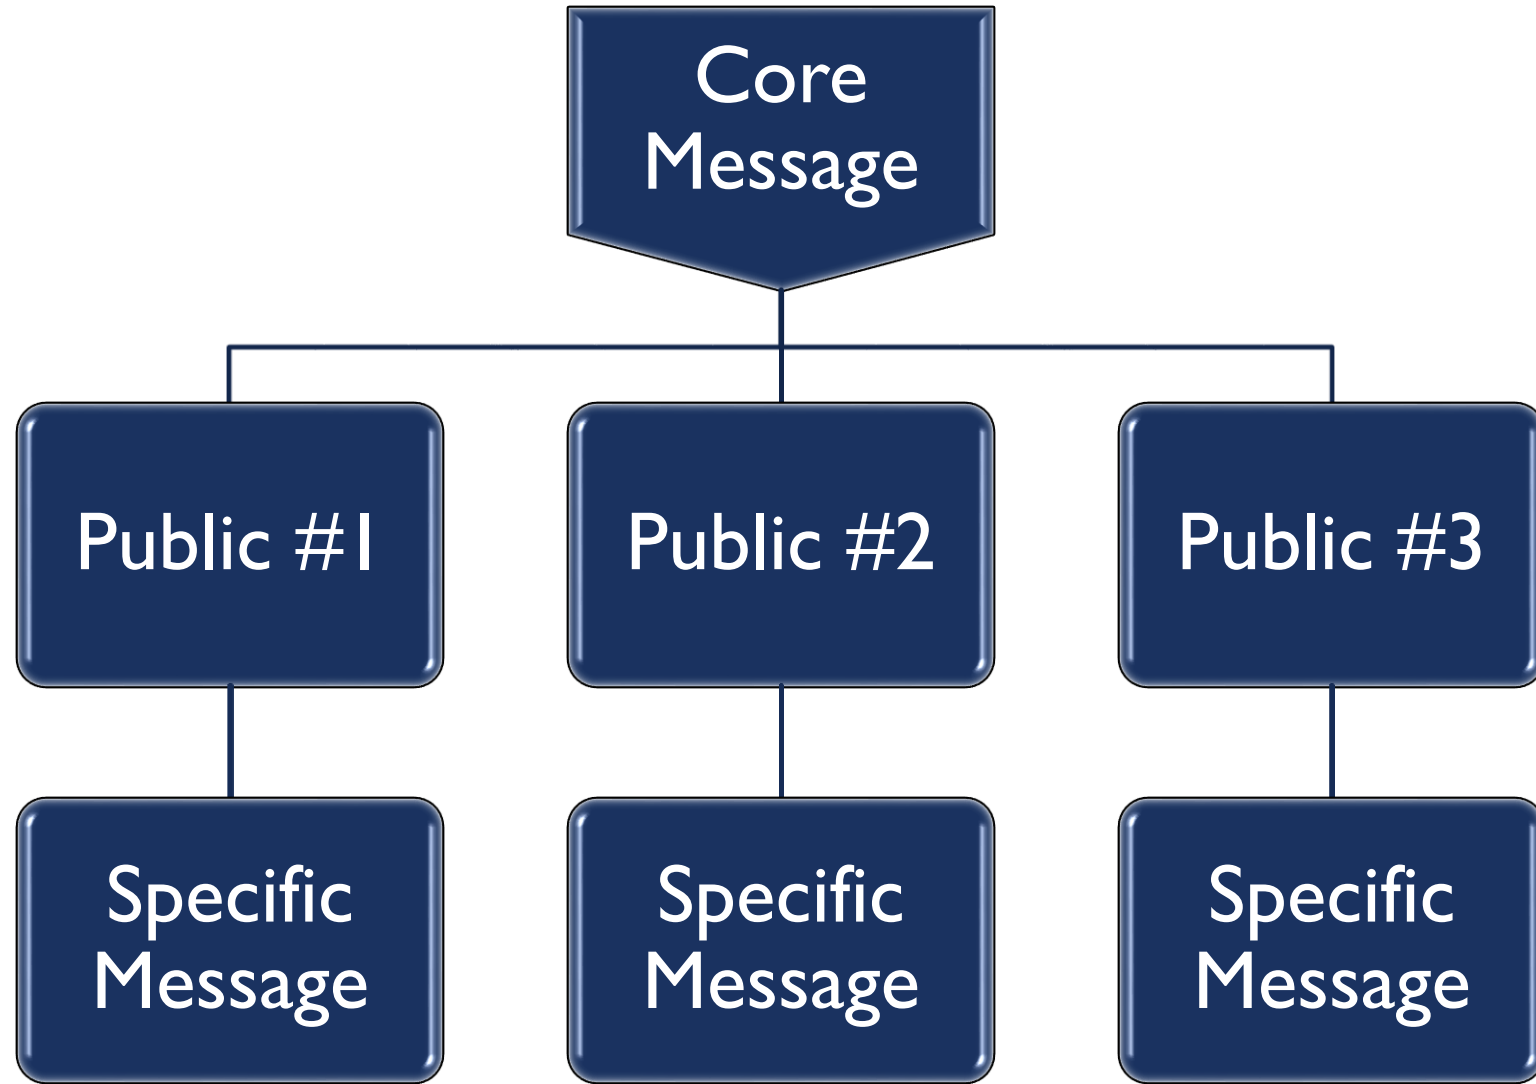 Core
Message
Public #1
Public #2
Public #3
Specific
Message
Specific
Message
Specific
Message